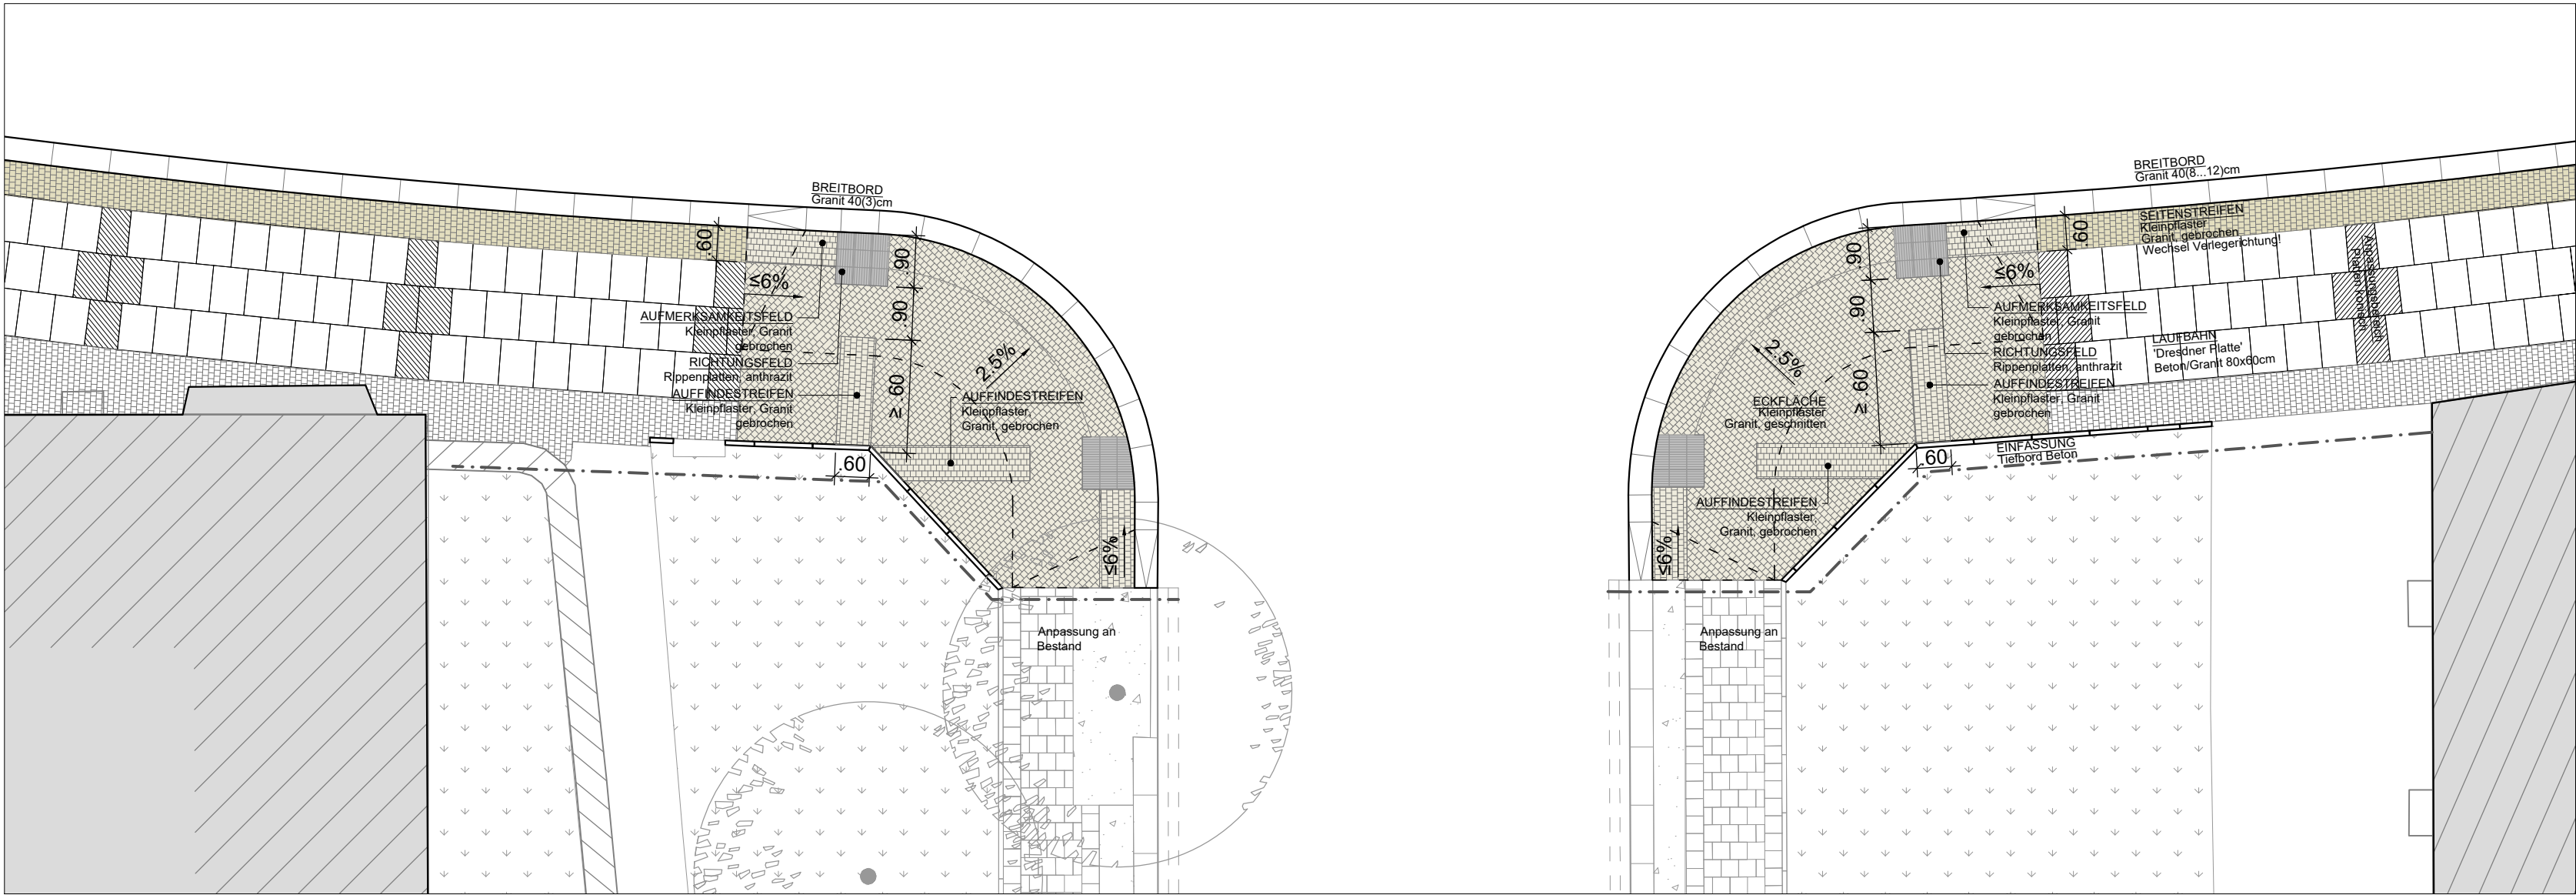 BREITBORD
Granit 40(3)cm
.60
.90
≤6%
.90
AUFMERKSAMKEITSFELD
Kleinpflaster, Granit
gebrochen
RICHTUNGSFELD
Rippenplatten, anthrazit
AUFFINDESTREIFEN
Kleinpflaster, Granit
gebrochen
2.5%
≥.60
AUFFINDESTREIFEN
Kleinpflaster,
Granit, gebrochen
.60
≤6%
Anpassung an
Bestand
BREITBORD
Granit 40(8...12)cm
SEITENSTREIFEN
Kleinpflaster
Granit, gebrochen
Wechsel Verlegerichtung!
.60
.90
≤6%
.90
AUFMERKSAMKEITSFELD
Kleinpflaster, Granit
gebrochen
RICHTUNGSFELD
Rippenplatten, anthrazit
AUFFINDESTREIFEN
Kleinpflaster, Granit
gebrochen
Anpassungsbereich
Platten konisch
LAUFBAHN
'Dresdner Platte'
Beton/Granit 80x60cm
2.5%
≥.60
ECKFLÄCHE
Kleinpflaster
Granit, geschnitten
EINFASSUNG
Tiefbord Beton
.60
AUFFINDESTREIFEN
Kleinpflaster,
Granit, gebrochen
≤6%
Anpassung an
Bestand